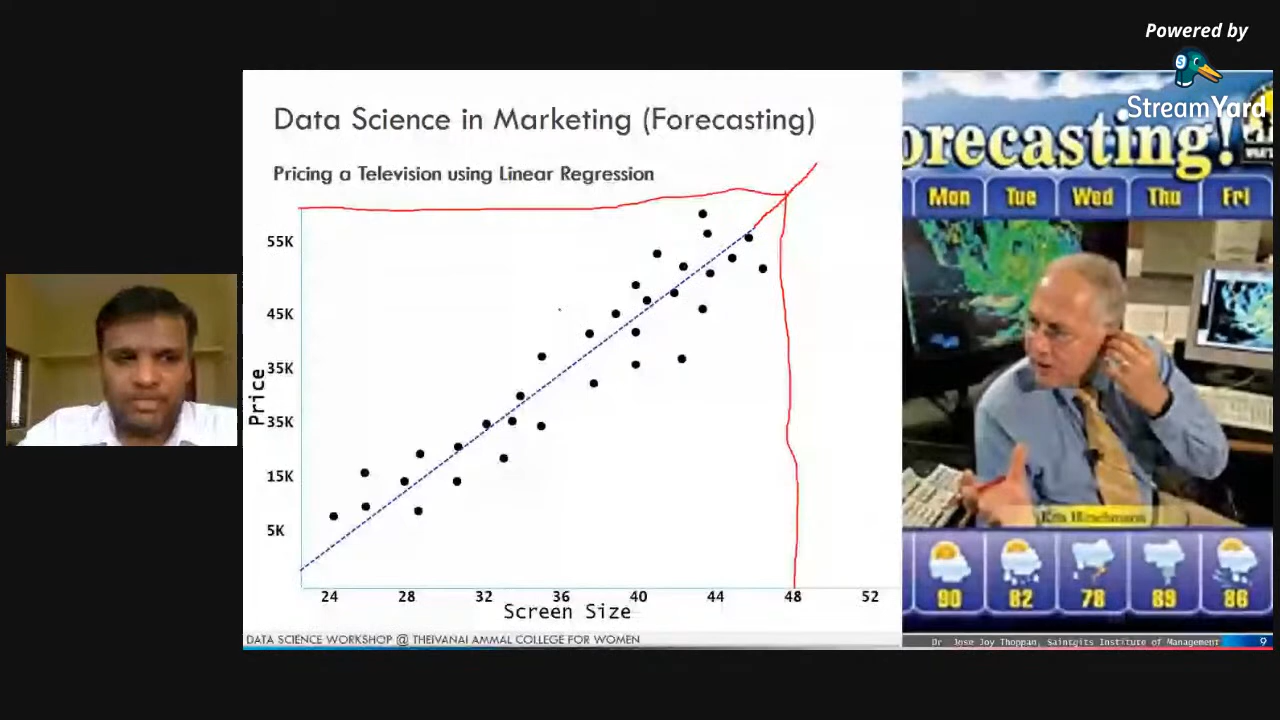 Powered by
StreamYard
Data Science in Marketing (Forecasting)
Pricing a Television using Linear Regression
55K
45K
35K
35K
15K
5K
Price
24 28 32 36 40 44 48 52
Screen Size
DATA SCIENCE WORKSHOP @ THEIVANAI AMMAL COLLEGE FOR WOMEN
orecasting!
Mon Tue Wed Thu Fri
90 82 78 89 86
Dr. Jose Joy Thoppan, Saintgits Institute of Management 9